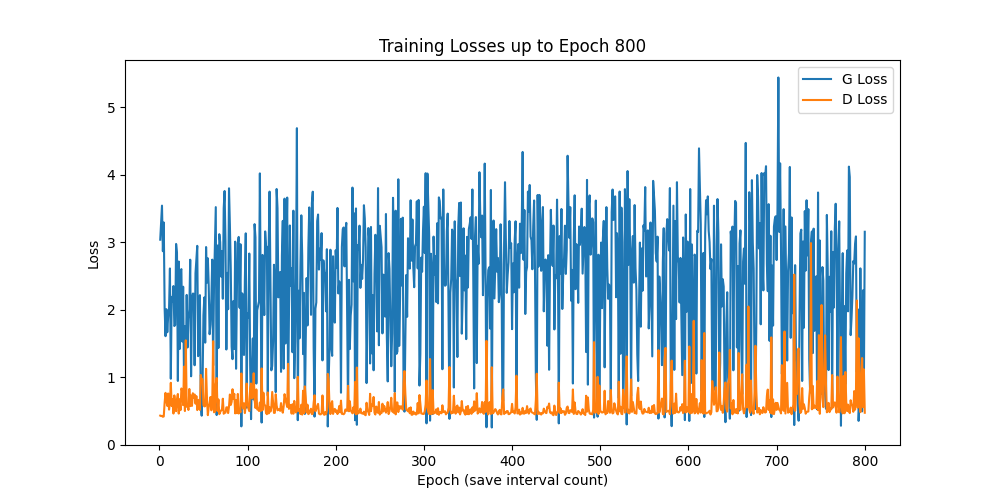 Training Losses up to Epoch 800
G Loss
D Loss
5
4
3
2
1
0
Loss
0 100 200 300 400 500 600 700 800
Epoch (save interval count)